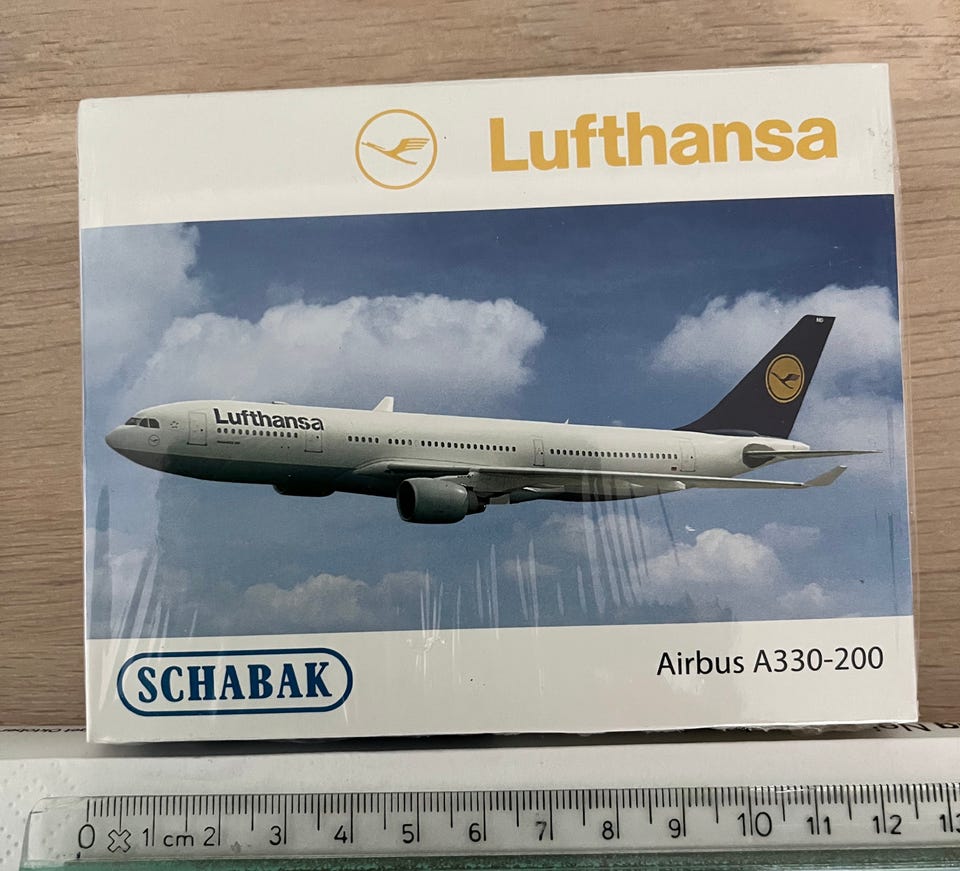 Lufthansa
Lufthansa
SCHABAK
Airbus A330-200
0 1 cm 2 3 4 5 6 7 8 9 10 11 12 13